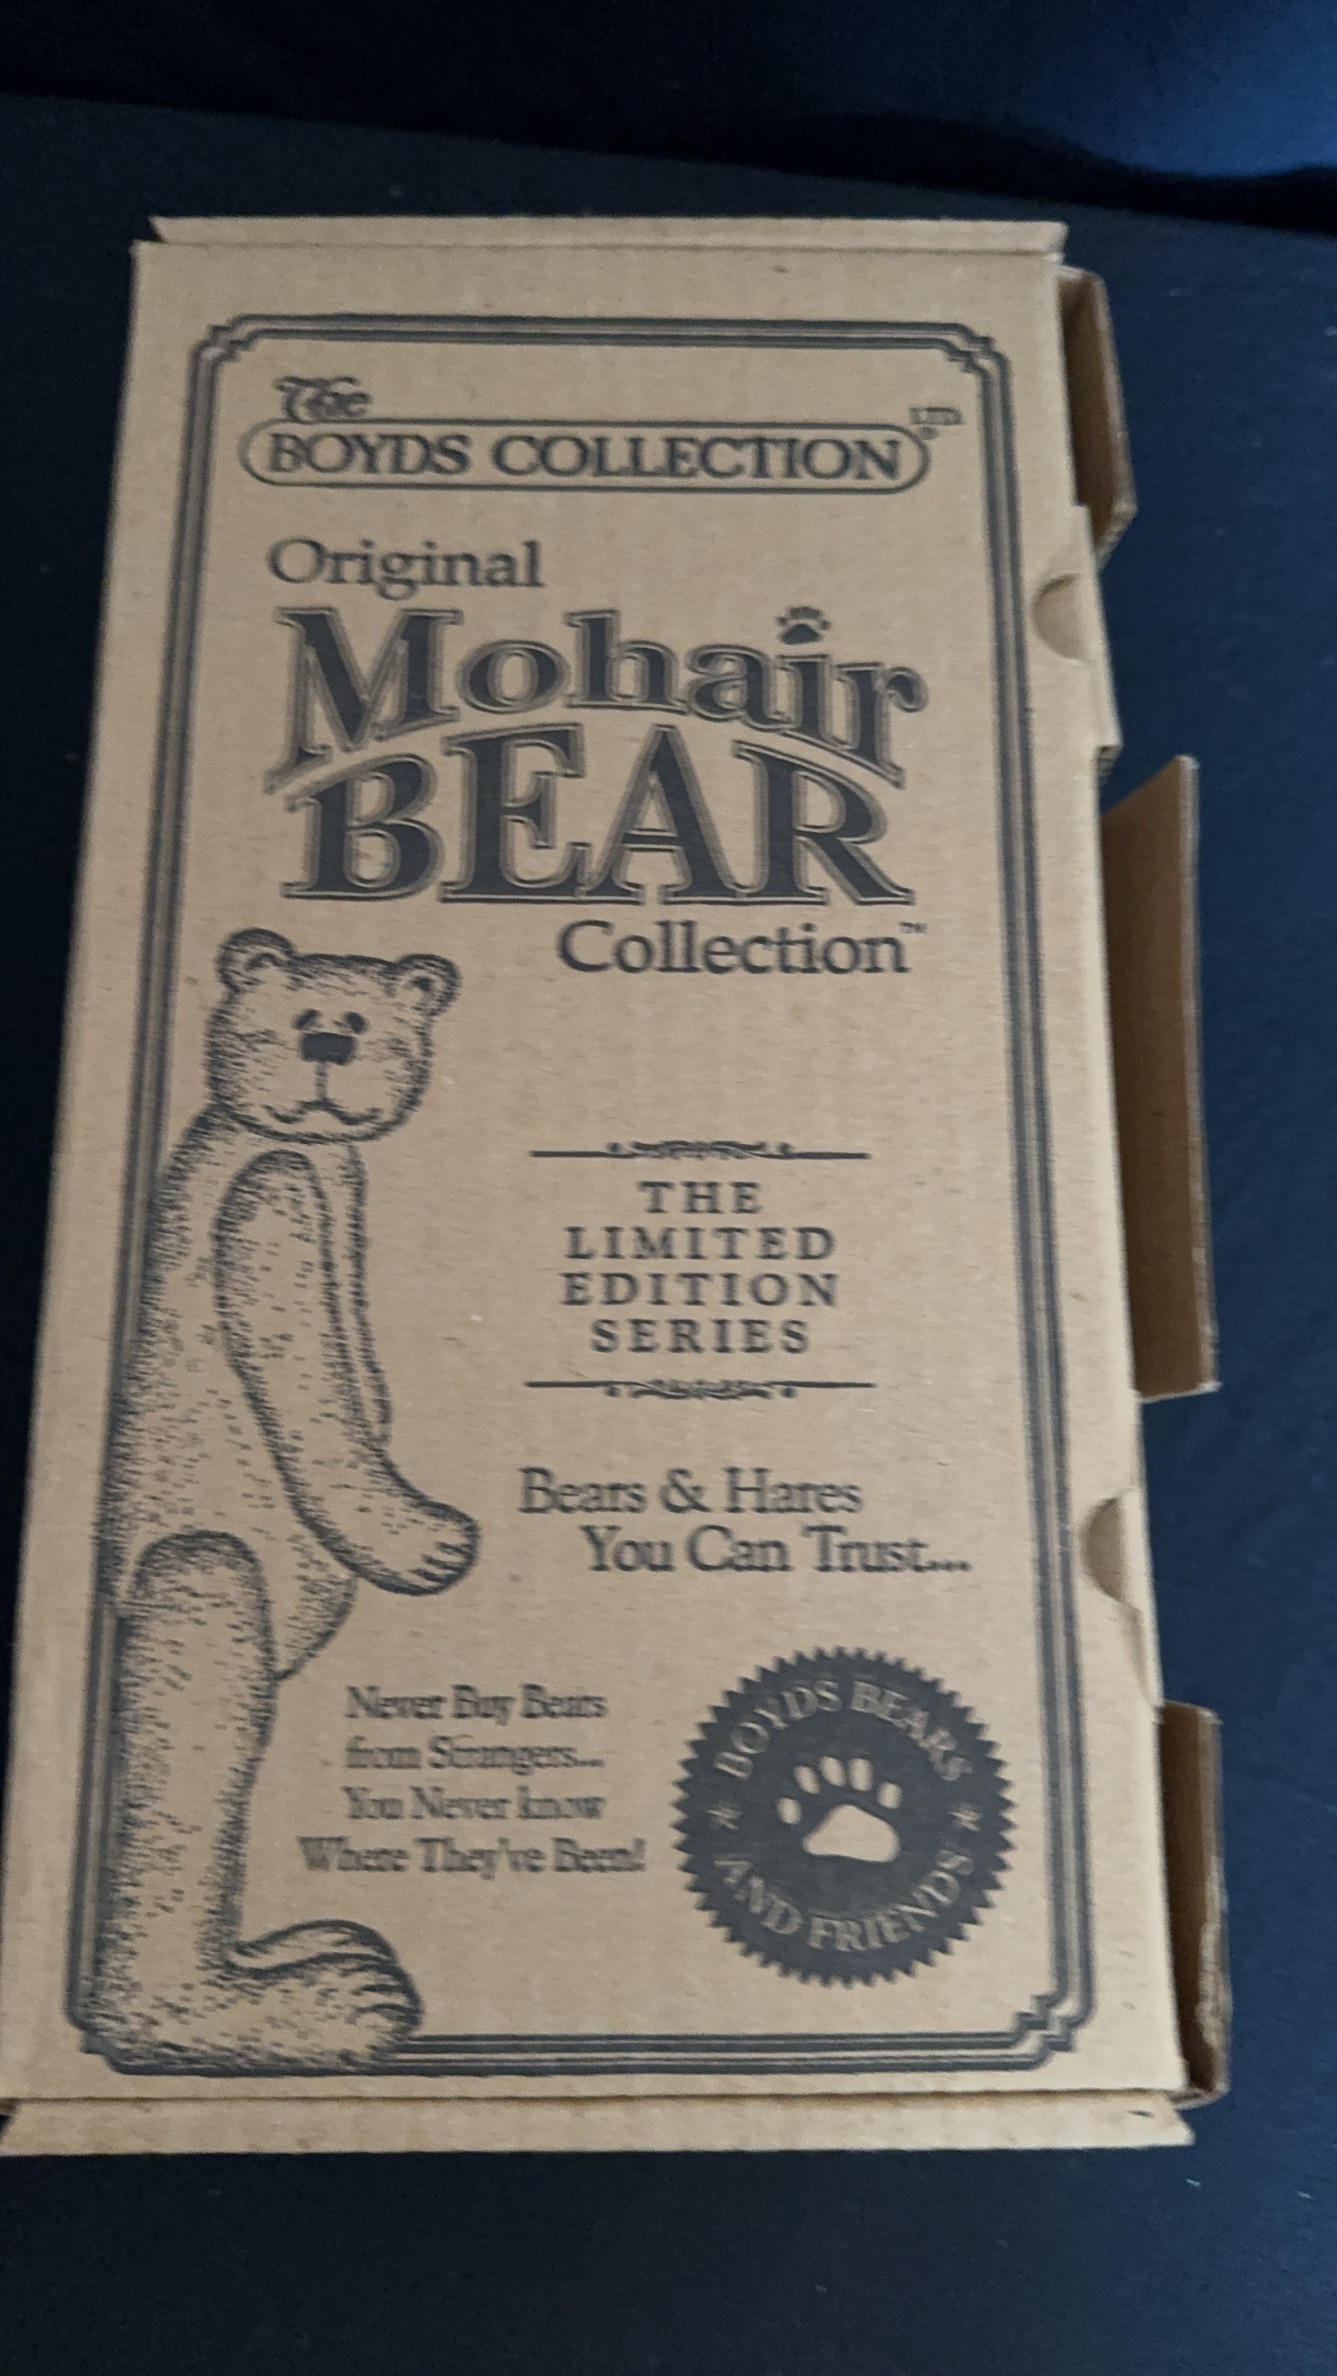 The
BOYDS COLLECTION LTD ®
Original
Mohair
BEAR
Collection™
THE
LIMITED
EDITION
SERIES
Bears & Hares
You Can Trust...
Never Buy Bears
from Strangers...
You Never know
Where They've Been!
BOYDS BEARS
AND FRIENDS